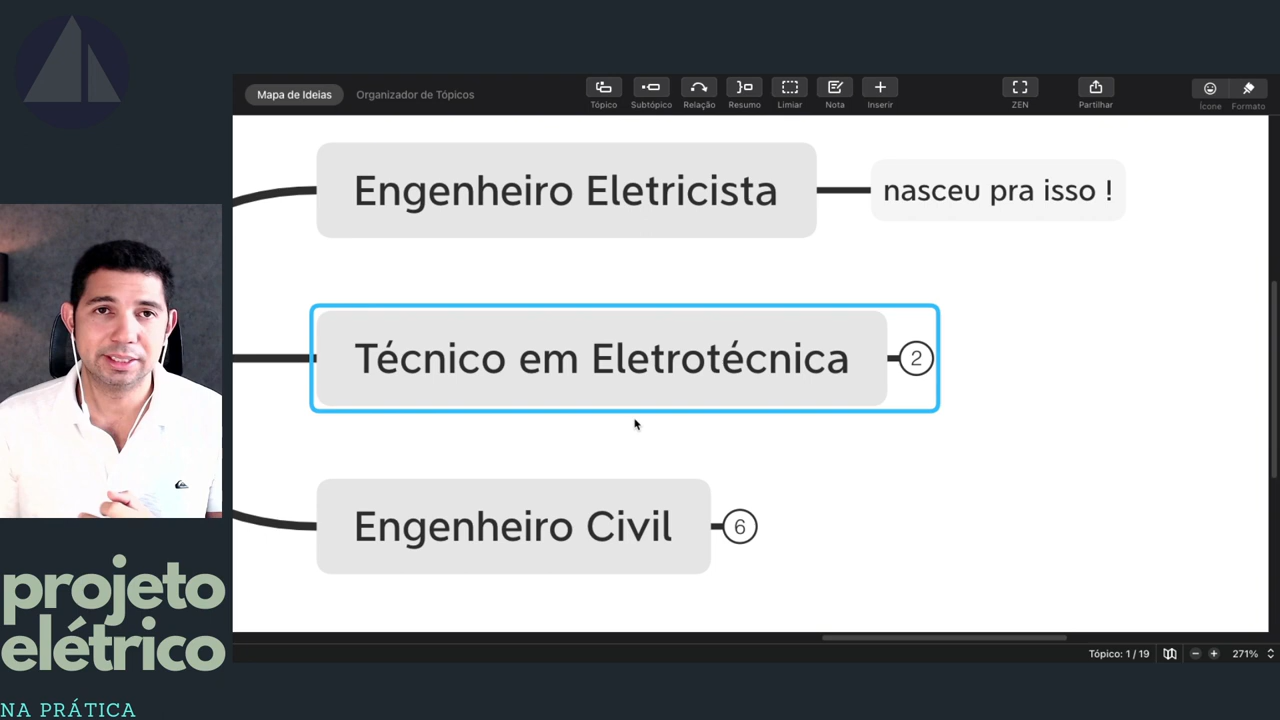 Mapa de Ideias
Organizador de Tópicos
Tópico
Subtópico
Relação
Resumo
Limiar
Nota
Inserir
ZEN
Partilhar
Ícone
Formato
Engenheiro Eletricista
nasceu pra isso !
Técnico em Eletrotécnica
2
Engenheiro Civil
6
projeto
elétrico
NA PRÁTICA
Tópico: 1 / 19
271%